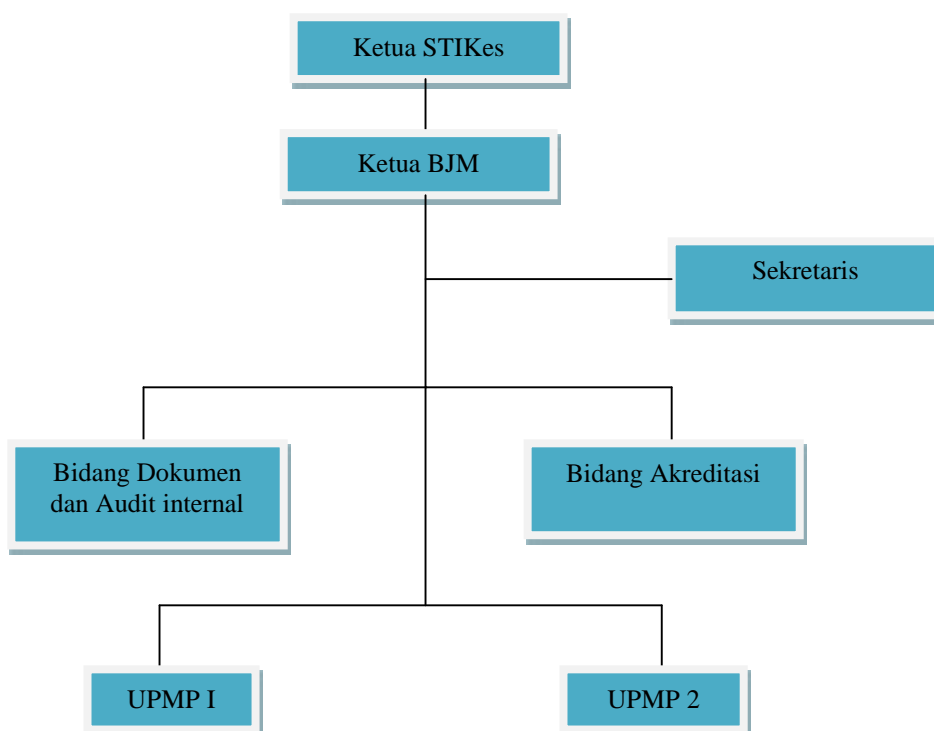 Ketua STIKes
Ketua BJM
Sekretaris
Bidang Dokumen
dan Audit internal
Bidang Akreditasi
UPMP I
UPMP 2